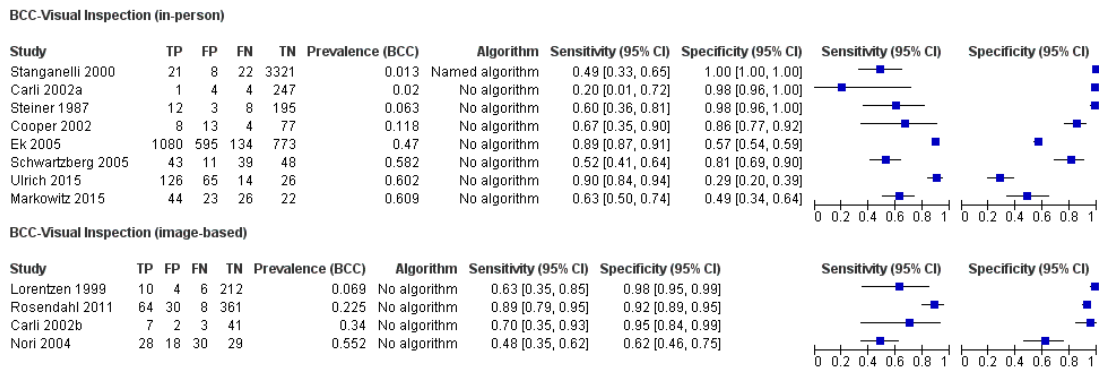 BCC-Visual Inspection (in-person)
Study TP FP FN TN Prevalence (BCC) Algorithm Sensitivity (95% CI) Specificity (95% CI) Sensitivity (95% CI) Specificity (95% CI)
Stanganelli 2000 21 8 22 3321 0.013 Named algorithm 0.49 [0.33, 0.65] 1.00 [1.00, 1.00]
Carli 2002a 1 4 4 247 0.02 No algorithm 0.20 [0.01, 0.72] 0.98 [0.96, 1.00]
Steiner 1987 12 3 8 195 0.063 No algorithm 0.60 [0.36, 0.81] 0.98 [0.96, 1.00]
Cooper 2002 8 13 4 77 0.118 No algorithm 0.67 [0.35, 0.90] 0.86 [0.77, 0.92]
Ek 2005 1080 595 134 773 0.47 No algorithm 0.89 [0.87, 0.91] 0.57 [0.54, 0.59]
Schwartzberg 2005 43 11 39 48 0.582 No algorithm 0.52 [0.41, 0.64] 0.81 [0.69, 0.90]
Ulrich 2015 126 65 14 26 0.602 No algorithm 0.90 [0.84, 0.94] 0.29 [0.20, 0.39]
Markowitz 2015 44 23 26 22 0.609 No algorithm 0.63 [0.50, 0.74] 0.49 [0.34, 0.64]
0 0.2 0.4 0.6 0.8 1 0 0.2 0.4 0.6 0.8 1
BCC-Visual Inspection (image-based)
Study TP FP FN TN Prevalence (BCC) Algorithm Sensitivity (95% CI) Specificity (95% CI) Sensitivity (95% CI) Specificity (95% CI)
Lorentzen 1999 10 4 6 212 0.069 No algorithm 0.63 [0.35, 0.85] 0.98 [0.95, 0.99]
Rosendahl 2011 64 30 8 361 0.225 No algorithm 0.89 [0.79, 0.95] 0.92 [0.89, 0.95]
Carli 2002b 7 2 3 41 0.34 No algorithm 0.70 [0.35, 0.93] 0.95 [0.84, 0.99]
Nori 2004 28 18 30 29 0.552 No algorithm 0.48 [0.35, 0.62] 0.62 [0.46, 0.75]
0 0.2 0.4 0.6 0.8 1 0 0.2 0.4 0.6 0.8 1